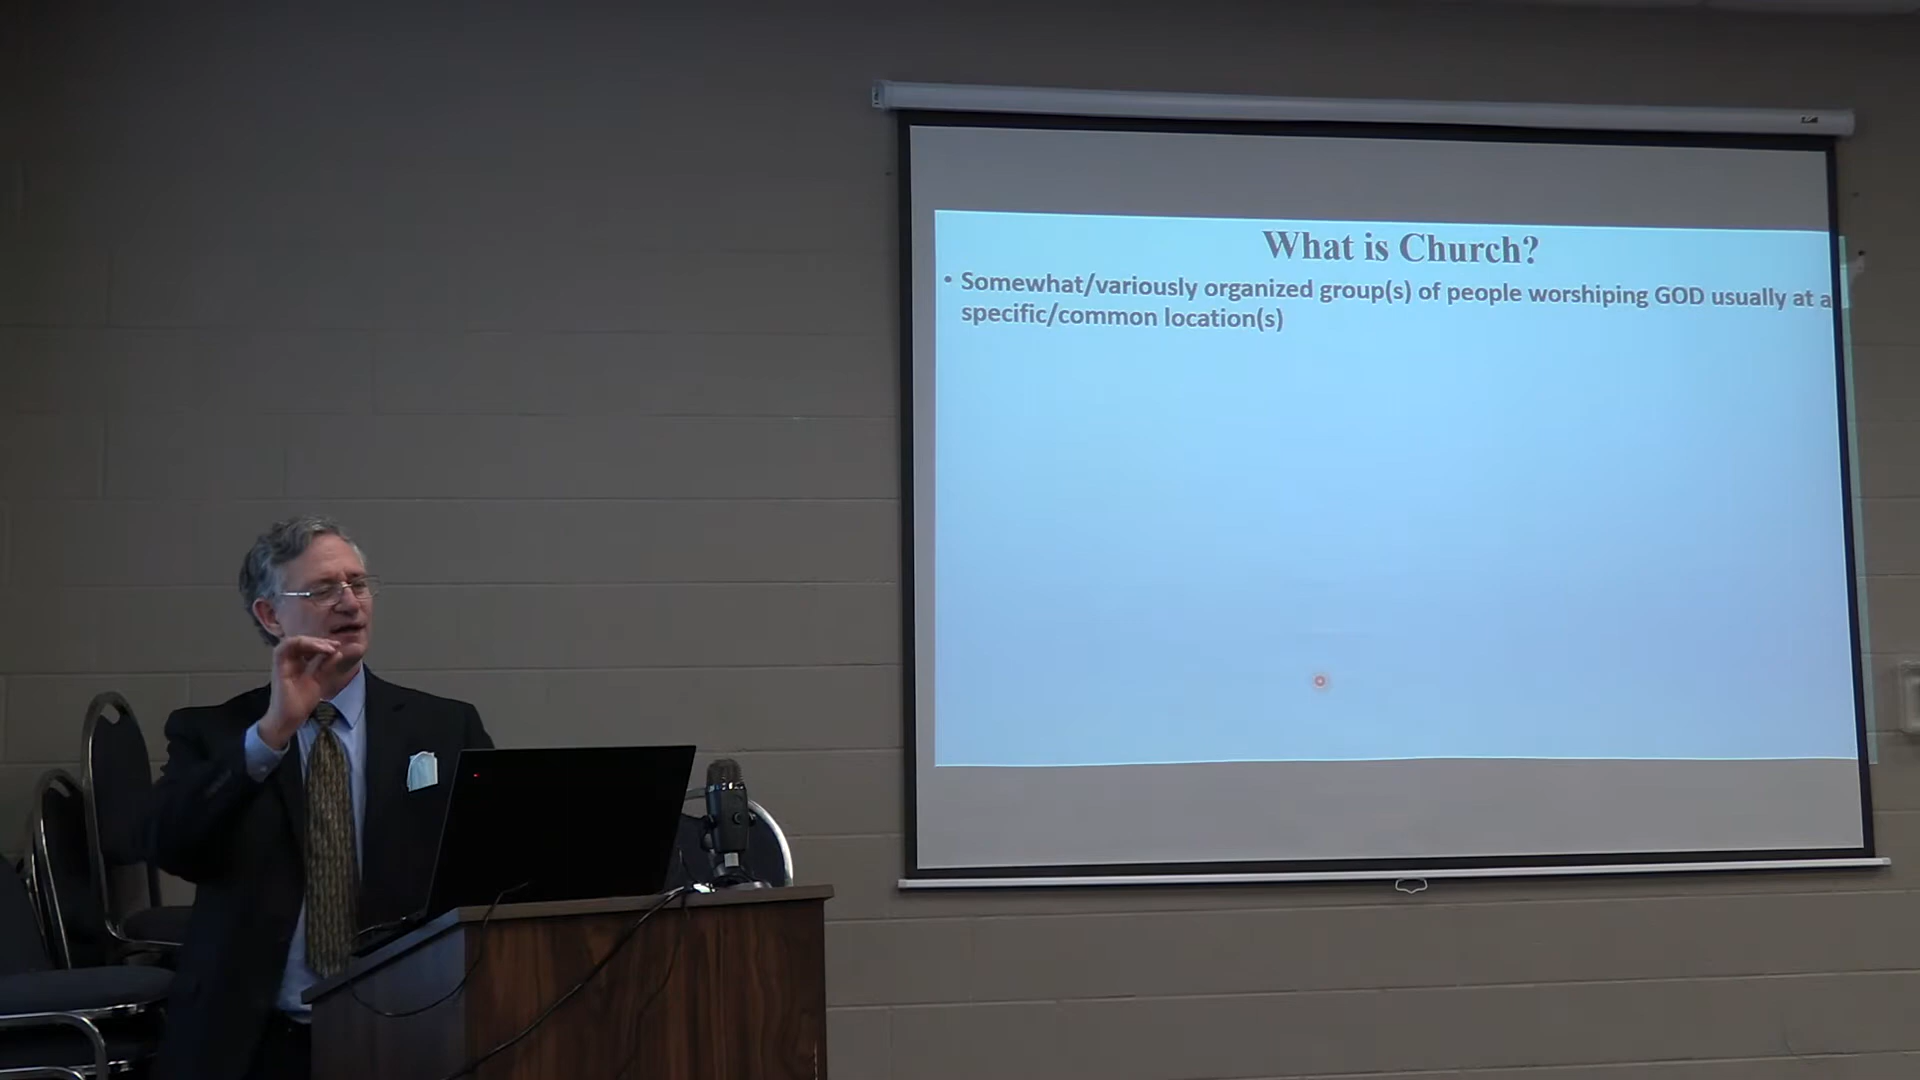 What is Church?
• Somewhat/variously organized group(s) of people worshiping GOD usually at a
specific/common location(s)